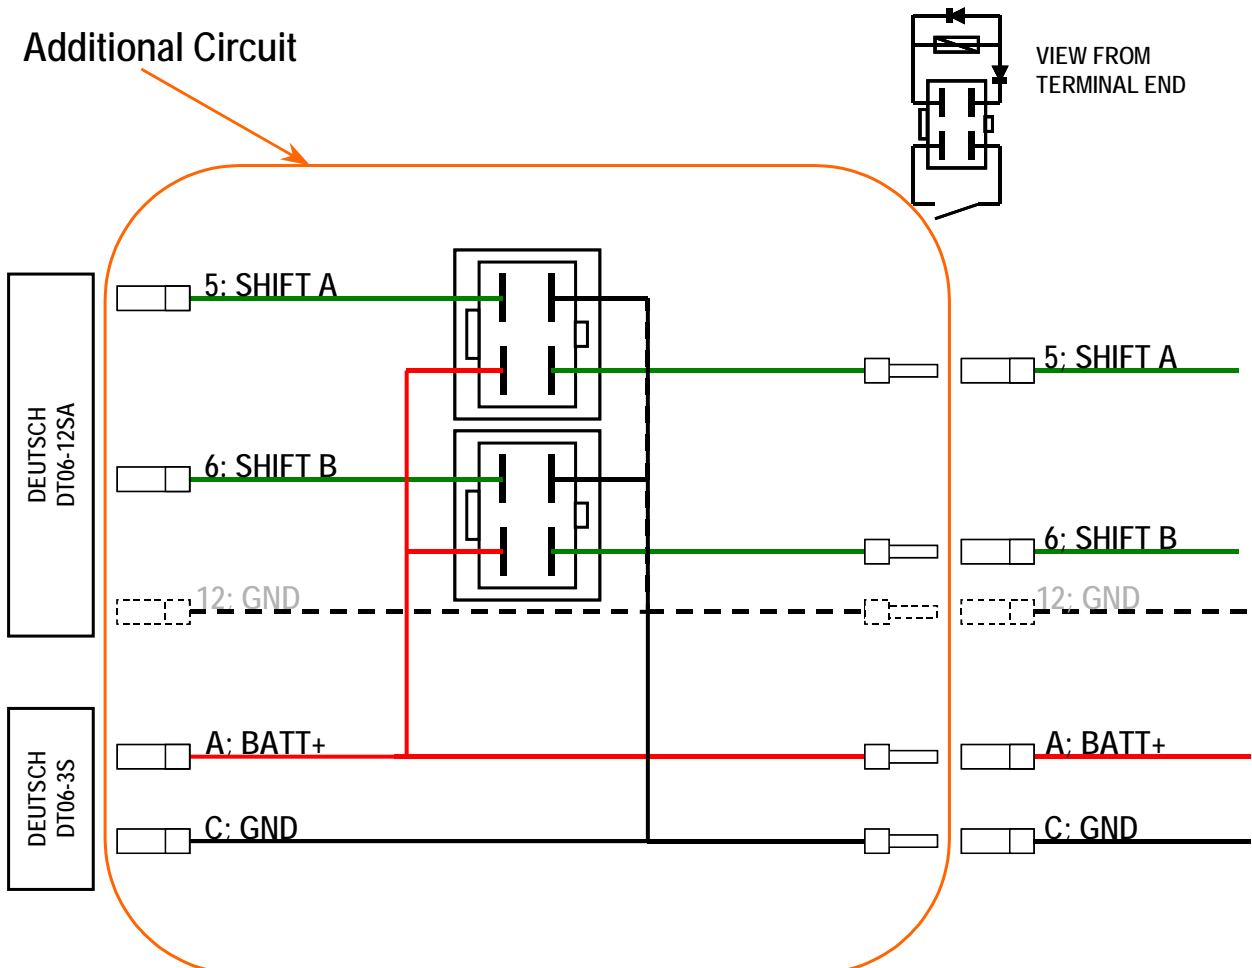 Additional Circuit
VIEW FROM
TERMINAL END
DEUTSCH
DT06-12SA
5; SHIFT A
5; SHIFT A
6; SHIFT B
6; SHIFT B
12; GND
12; GND
DEUTSCH
DT06-3S
A; BATT+
A; BATT+
C; GND
C; GND